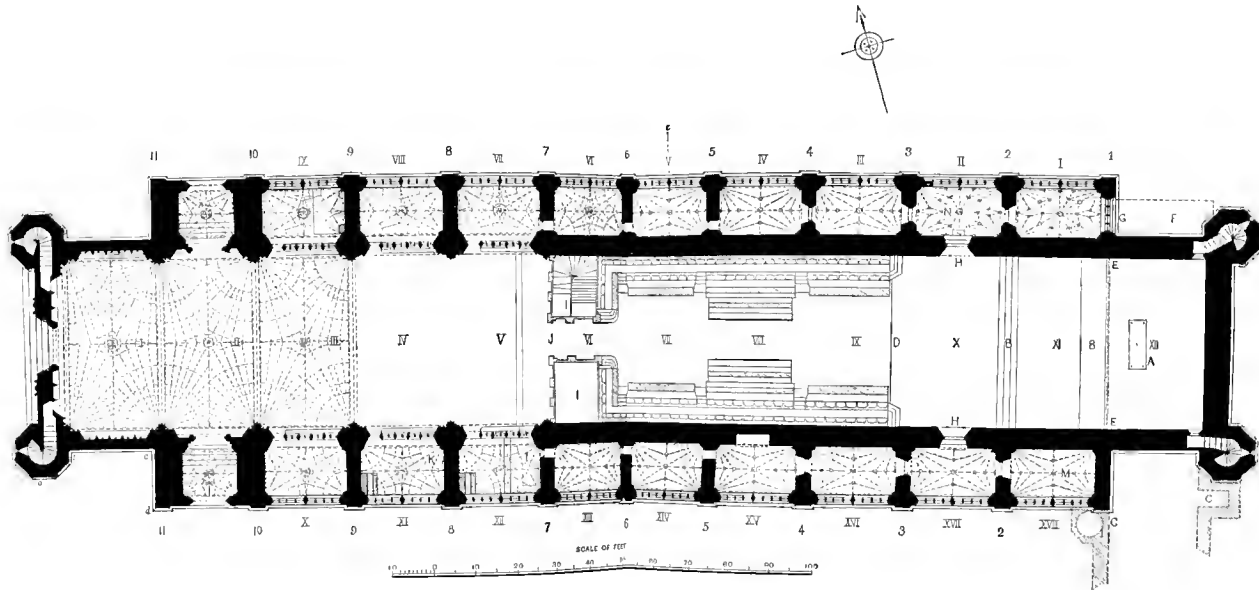 N
E
11 10 9 8 7 6 5 4 3 2 1
IX VIII VII VI V IV III II I
N G
G F
H
E
I
II III IV V J VI VII VIII IX D X B XI B XII
A
I
H
E
K
M
C
X XI XII XIII XIV XV XVI XVII XVIII
11 10 9 8 7 6 5 4 3 2
C
d
SCALE OF FEET
10 0 10 20 30 40 50 60 70 80 90 100